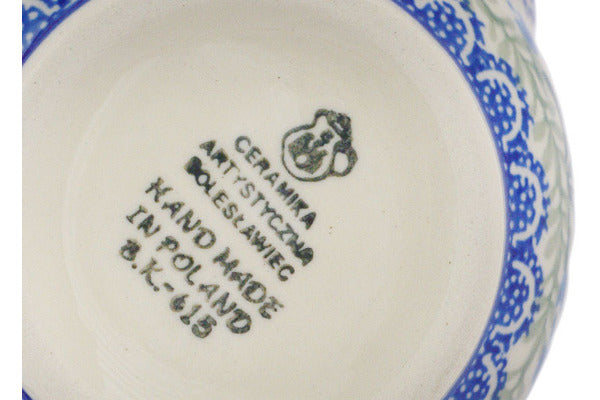 CERAMIKA
ARTYSTYCZNA
BOLESŁAWIEC
HAND MADE
IN POLAND
B.K.-615